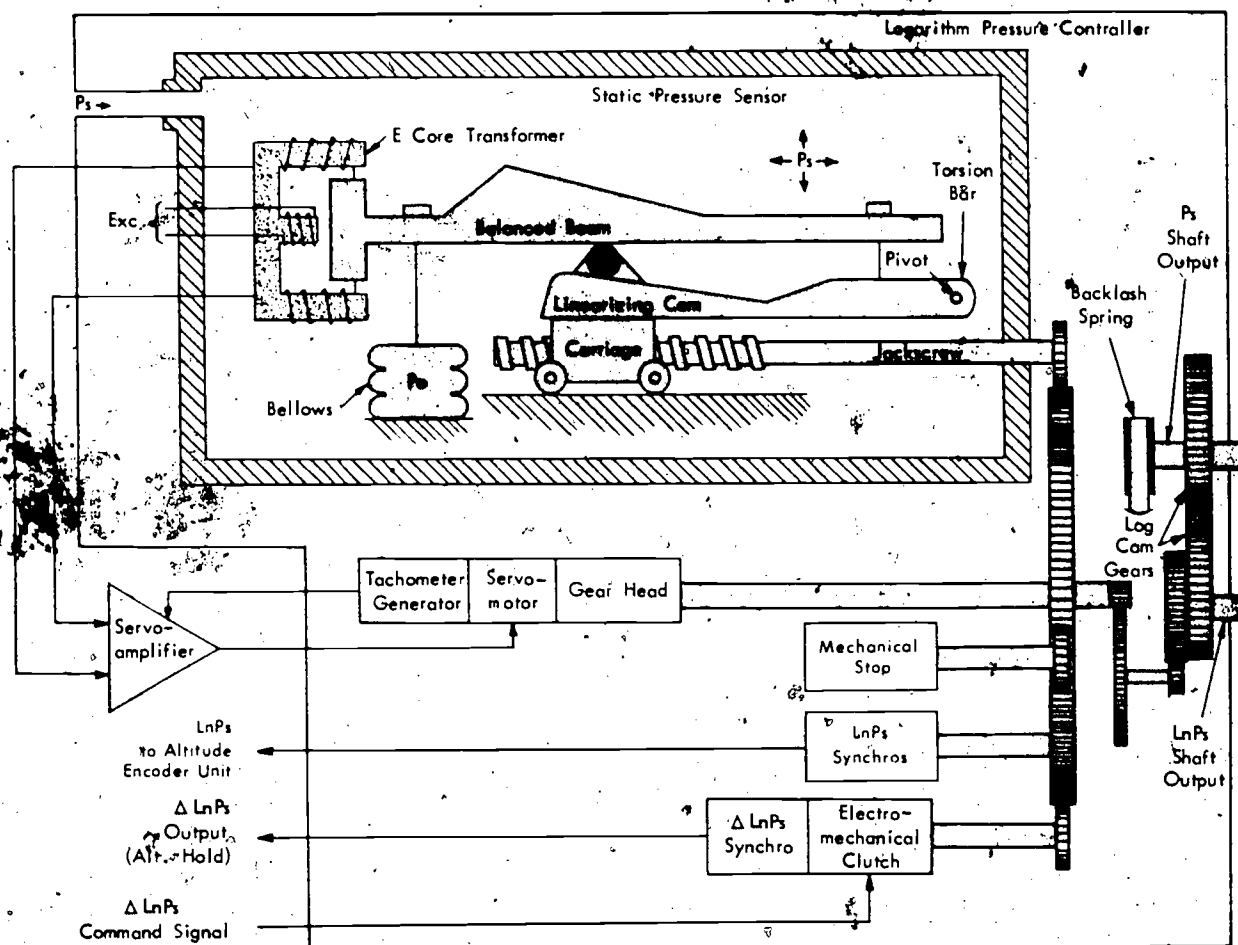 Logarithm Pressure Controller
Ps
Static Pressure Sensor
E Core Transformer
Ps
Torsion
Bar
Exc.
Balanced Beam
Pivot
Ps
Shaft
Output
Backlash
Spring
Linearizing Cam
Carriage
Jackscrew
Bellows
Log
Cam
Gears
Tachometer
Generator
Servo-
motor
Gear Head
Servo-
amplifier
Mechanical
Stop
LnPs
to Altitude
Encoder Unit
LnPs
Synchros
LnPs
Shaft
Output
Δ LnPs
Output
(Alt. Hold)
Δ LnPs
Synchro
Electro-
mechanical
Clutch
Δ LnPs
Command Signal